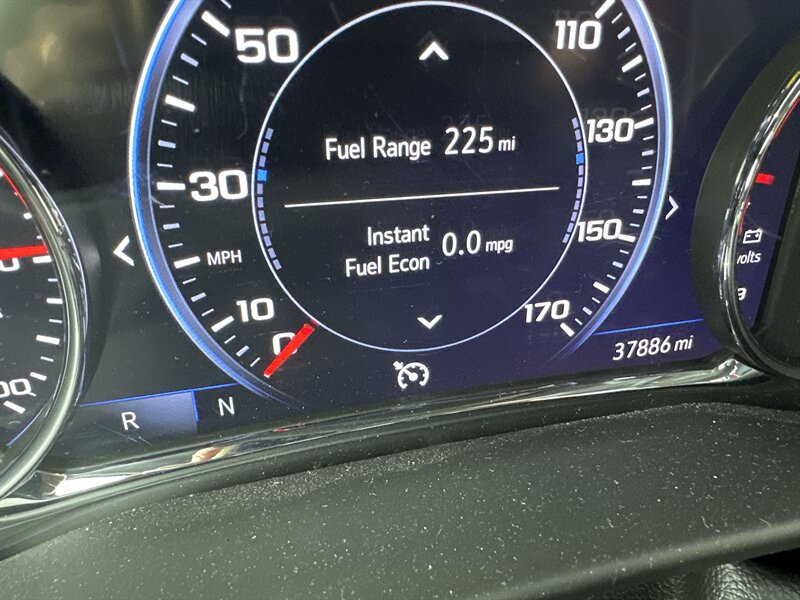 50
110
Fuel Range 225 mi
130
30
Instant
Fuel Econ 0.0 mpg
150
MPH
volts
10
170
0
37886 mi
R N